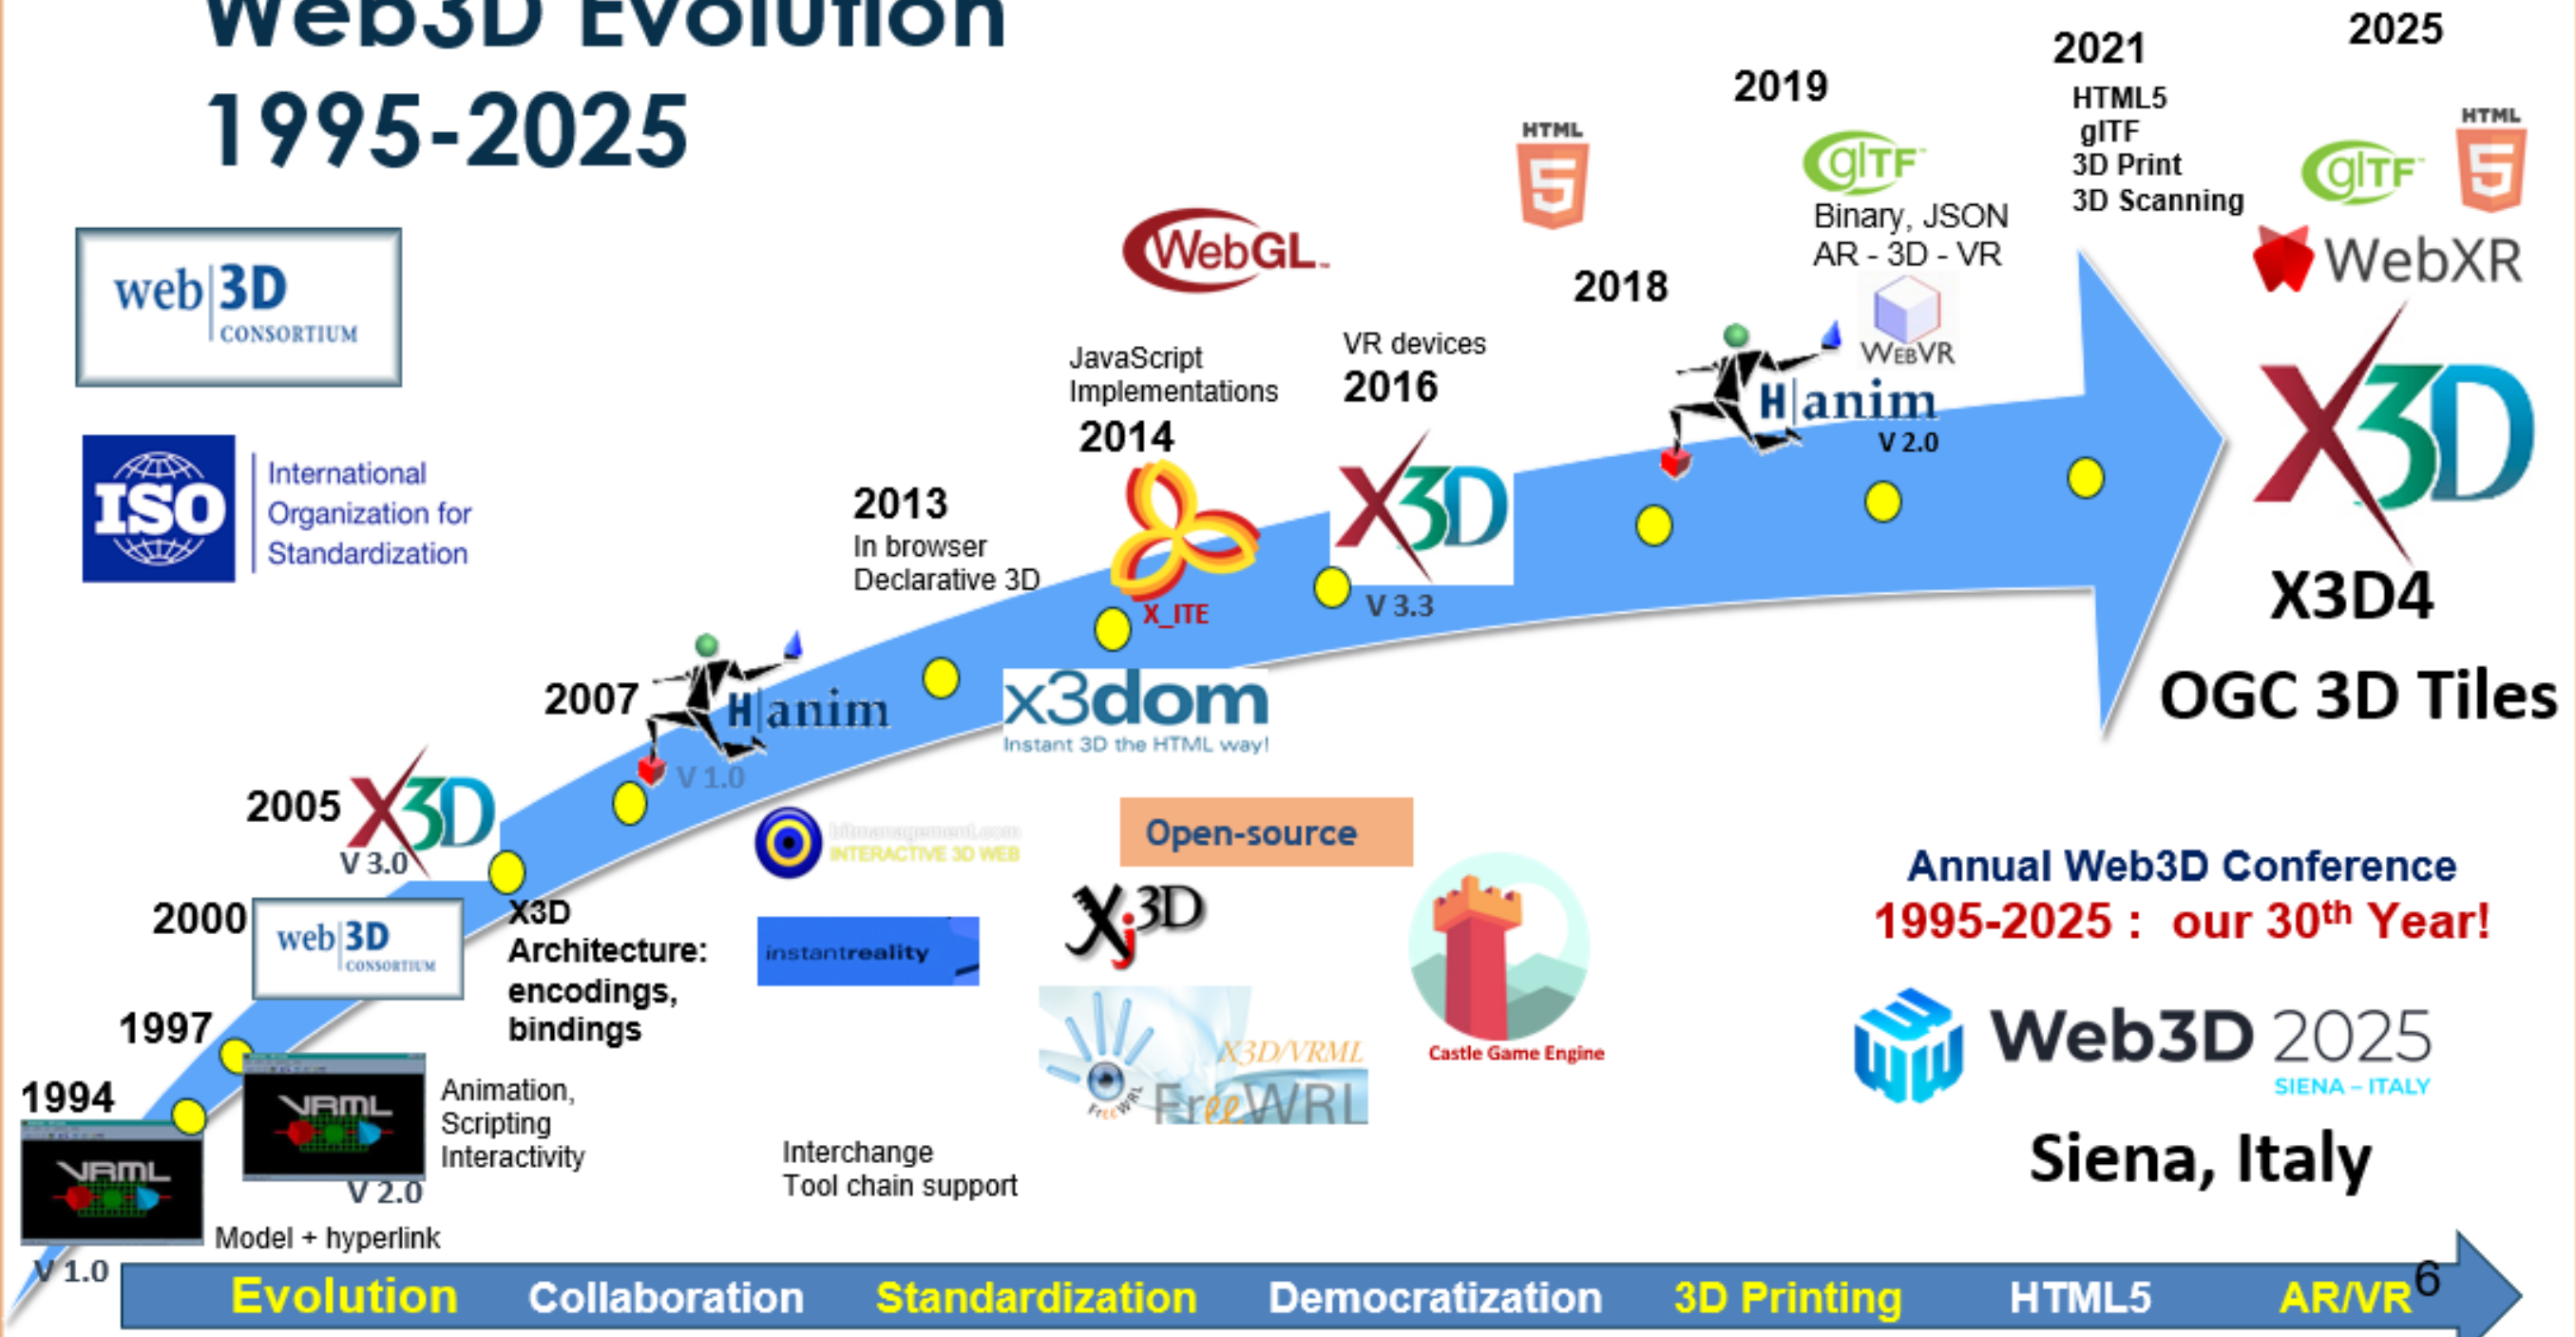 Web3D Evolution
1995-2025
web 3D
CONSORTIUM
ISO
International
Organization for
Standardization
1994
VRML
V 1.0
Model + hyperlink
1997
VRML
V 2.0
Animation,
Scripting
Interactivity
2000
web 3D
CONSORTIUM
2005
X3D
V 3.0
X3D
Architecture:
encodings,
bindings
2007
H|anim
V 1.0
bitmanagement.com
INTERACTIVE 3D WEB
instantreality
Interchange
Tool chain support
2013
In browser
Declarative 3D
x3dom
Instant 3D the HTML way!
WebGL™
JavaScript
Implementations
2014
X_ITE
Open-source
Xj3D
X3D/VRML
FreeWRL
FreeWRL
Castle Game Engine
VR devices
2016
X3D
V 3.3
HTML
5
2018
H|anim
V 2.0
2019
glTF™
Binary, JSON
AR - 3D - VR
WEBVR
2021
HTML5
glTF
3D Print
3D Scanning
2025
glTF™
HTML
5
WebXR
X3D
X3D4
OGC 3D Tiles
Annual Web3D Conference
1995-2025 : our 30th Year!
Web3D 2025
SIENA – ITALY
Siena, Italy
Evolution Collaboration Standardization Democratization 3D Printing HTML5 AR/VR
6